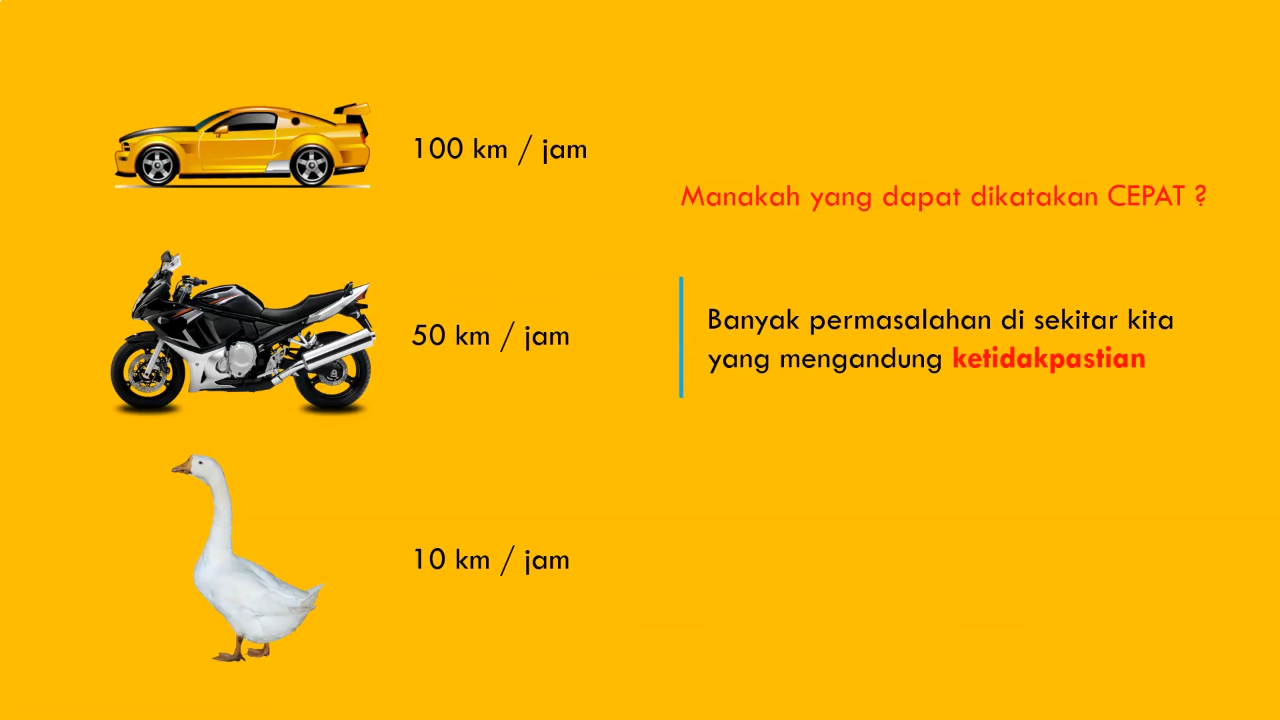 100 km / jam
Manakah yang dapat dikatakan CEPAT ?
50 km / jam
Banyak permasalahan di sekitar kita
yang mengandung ketidakpastian
10 km / jam